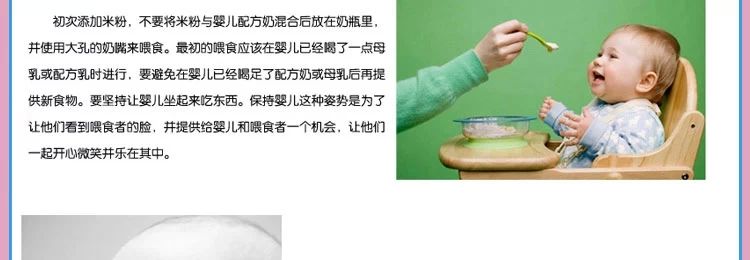 初次添加米粉，不要将米粉与婴儿配方奶混合后放在奶瓶里，
并使用大孔的奶嘴来喂食。最初的喂食应该在婴儿已经喝了一点母
乳或配方乳时进行，要避免在婴儿已经喝足了配方奶或母乳后再提
供新食物。要坚持让婴儿坐起来吃东西。保持婴儿这种姿势是为了
让他们看到喂食者的脸，并提供给婴儿和喂食者一个机会，让他们
一起开心微笑并乐在其中。